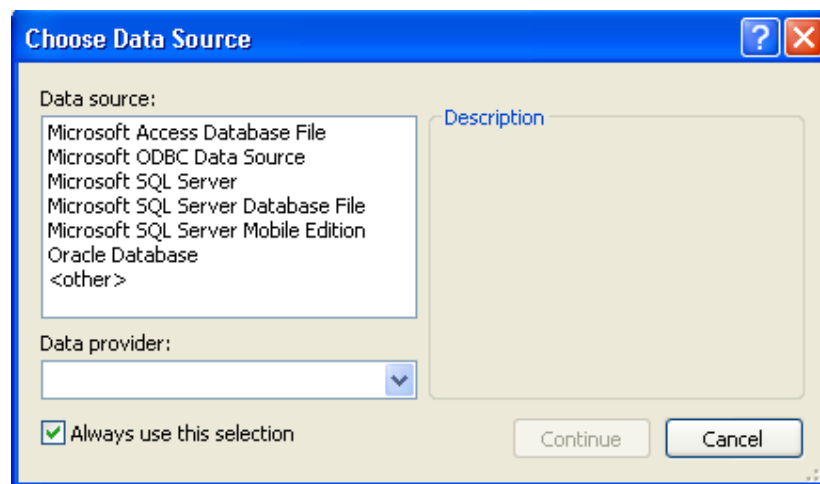 Choose Data Source
?
Data source:
Microsoft Access Database File
Microsoft ODBC Data Source
Microsoft SQL Server
Microsoft SQL Server Database File
Microsoft SQL Server Mobile Edition
Oracle Database
<other>
Description
Data provider:
Always use this selection
Continue
Cancel